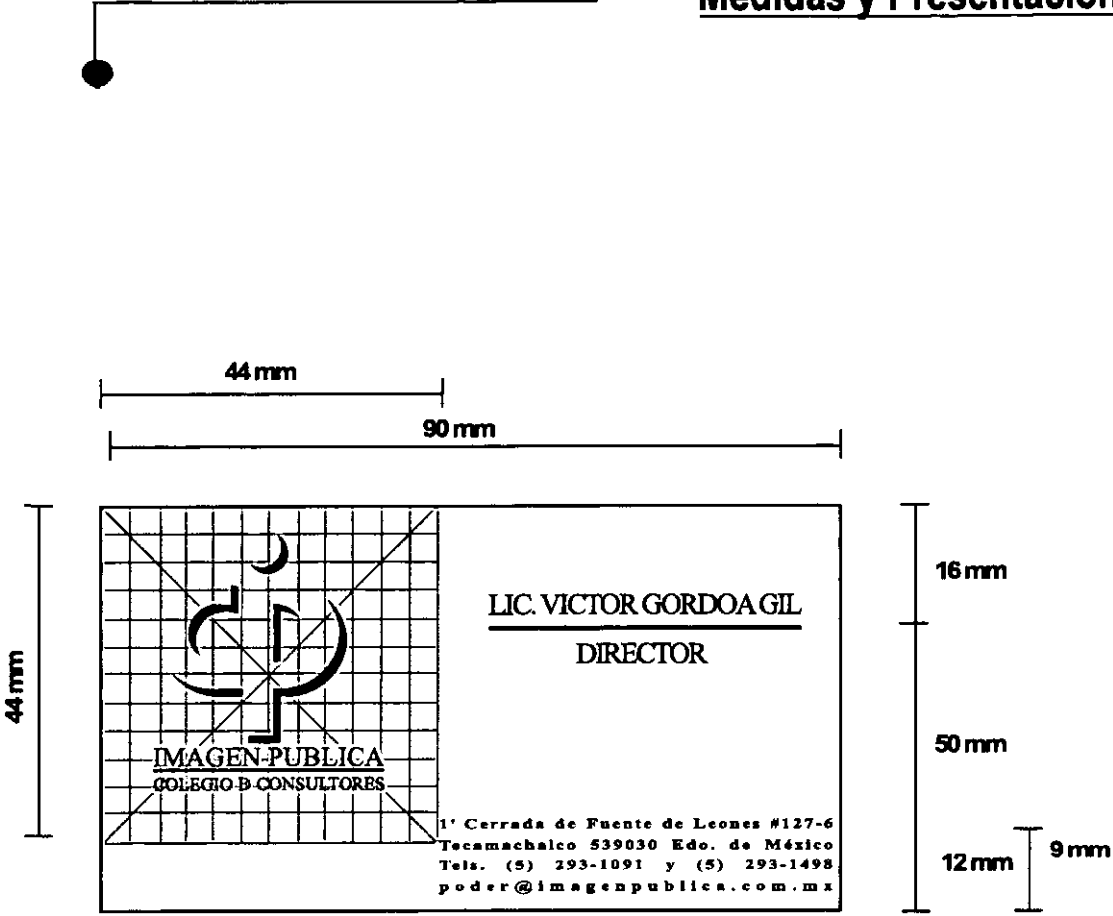 Medidas y Presentación
44 mm
90 mm
44 mm
IMAGEN PUBLICA
COLEGIO D CONSULTORES
LIC. VICTOR GORDOA GIL
DIRECTOR
1' Cerrada de Fuente de Leones #127-6
Tecamachalco 539030 Edo. de México
Tels. (5) 293-1091 y (5) 293-1498
poder@imagenpublica.com.mx
16 mm
50 mm
12 mm
9 mm